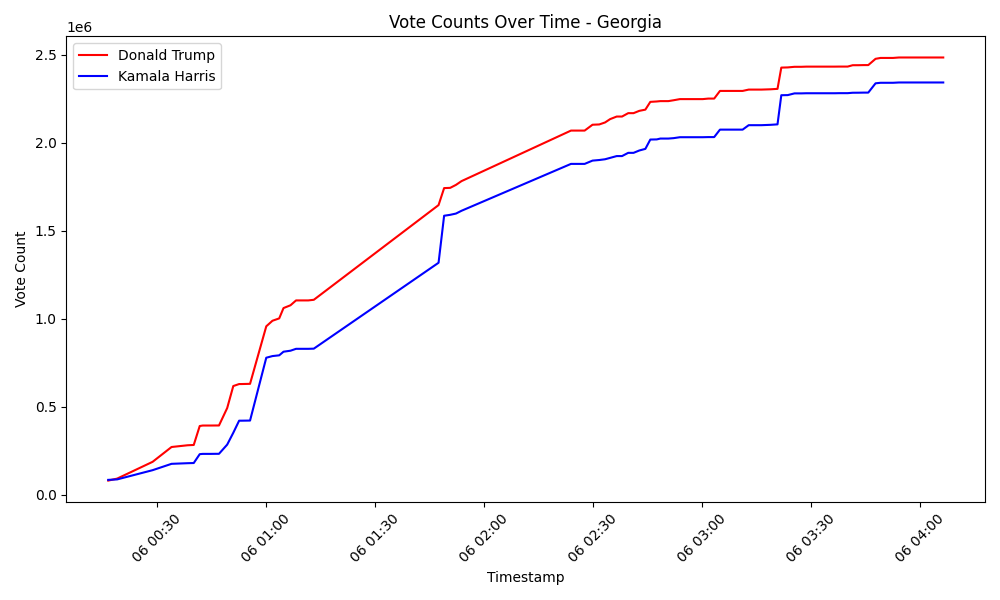 Vote Counts Over Time - Georgia
1e6
Donald Trump
Kamala Harris
2.5
2.0
1.5
1.0
0.5
0.0
Vote Count
06 00:30
06 01:00
06 01:30
06 02:00
06 02:30
06 03:00
06 03:30
06 04:00
Timestamp